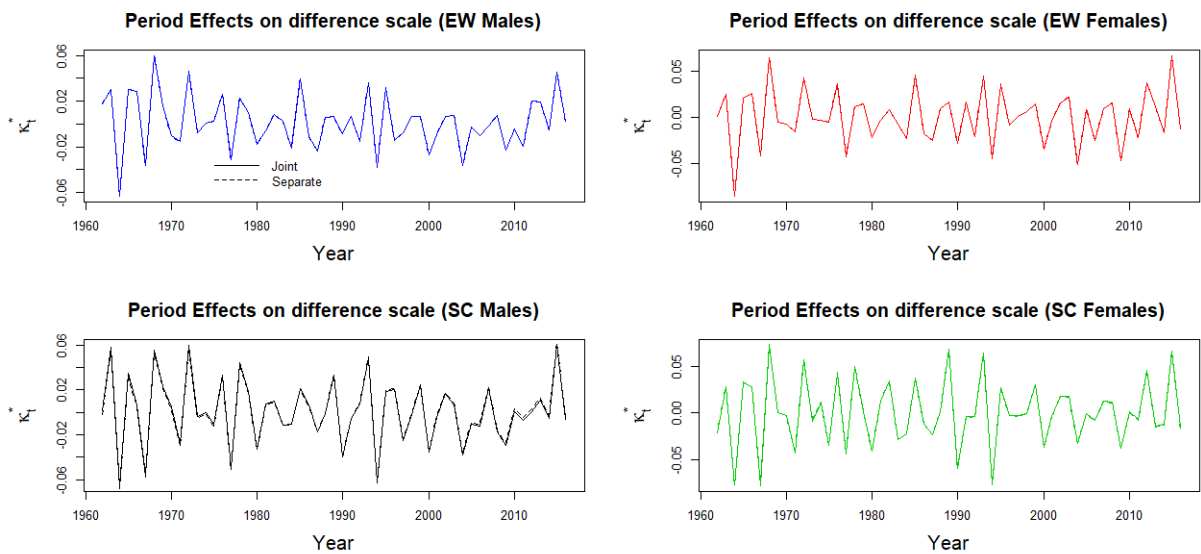 Period Effects on difference scale (EW Males)
κ*t
0.06
0.02
-0.02
-0.06
Joint
Separate
1960 1970 1980 1990 2000 2010
Year
Period Effects on difference scale (EW Females)
κ*t
0.05
0.00
-0.05
1960 1970 1980 1990 2000 2010
Year
Period Effects on difference scale (SC Males)
κ*t
0.06
0.02
-0.02
-0.06
1960 1970 1980 1990 2000 2010
Year
Period Effects on difference scale (SC Females)
κ*t
0.05
0.00
-0.05
1960 1970 1980 1990 2000 2010
Year